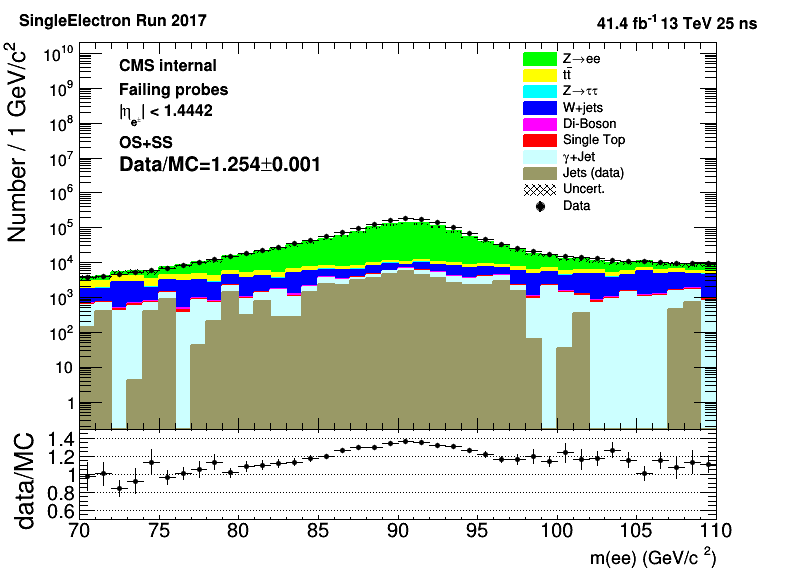 SingleElectron Run 2017
41.4 fb⁻¹ 13 TeV 25 ns
Number / 1 GeV/c²
CMS internal
Failing probes
|η_e±| < 1.4442
OS+SS
Data/MC=1.254±0.001
Z→ee
tt̄
Z→ττ
W+jets
Di-Boson
Single Top
γ+Jet
Jets (data)
Uncert.
Data
10¹⁰
10⁹
10⁸
10⁷
10⁶
10⁵
10⁴
10³
10²
10
1
data/MC
1.4
1.2
1
0.8
0.6
70 75 80 85 90 95 100 105 110
m(ee) (GeV/c ²)